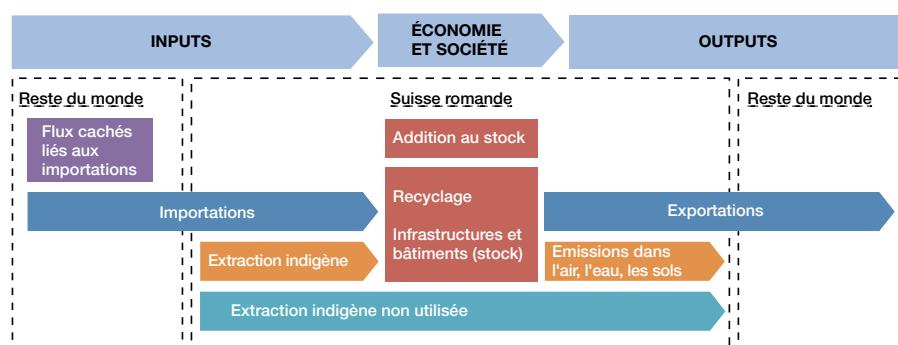 INPUTS
ÉCONOMIE
ET SOCIÉTÉ
OUTPUTS
Reste du monde
Suisse romande
Reste du monde
Flux cachés
liés aux
importations
Addition au stock
Importations
Recyclage
Infrastructures et
bâtiments (stock)
Exportations
Extraction indigène
Emissions dans
l'air, l'eau, les sols
Extraction indigène non utilisée